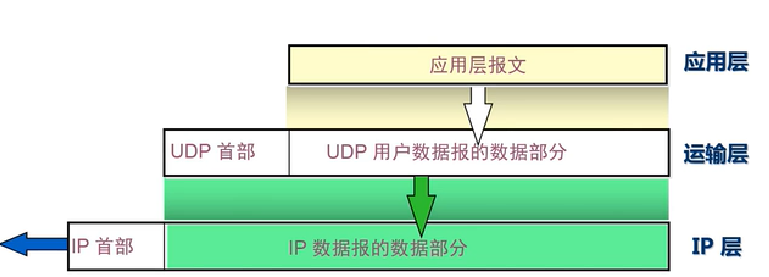 应用层报文 应用层
UDP 首部 UDP 用户数据报的数据部分 运输层
IP 首部 IP 数据报的数据部分 IP 层